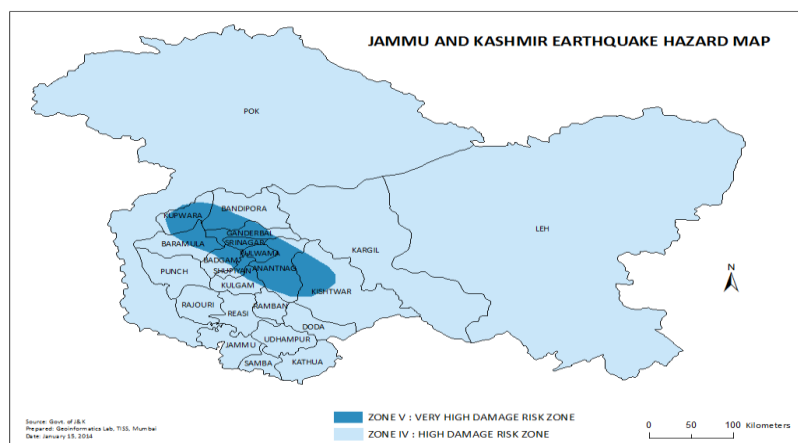 JAMMU AND KASHMIR EARTHQUAKE HAZARD MAP
POK
LEH
KUPWARA
BANDIPORA
GANDERBAL
BARAMULA
SRINAGAR
KARGIL
BADGAM
PULWAMA
PUNCH
SHUPIYAN
ANANTNAG
KULGAM
KISHTWAR
N
RAJOURI
REASI
RAMBAN
DODA
JAMMU
UDHAMPUR
SAMBA
KATHUA
ZONE V : VERY HIGH DAMAGE RISK ZONE
ZONE IV : HIGH DAMAGE RISK ZONE
0 50 100 Kilometers
Source: Govt. of J&K
Prepared: Geoinformatics Lab, TISS, Mumbai
Date: January 15, 2014